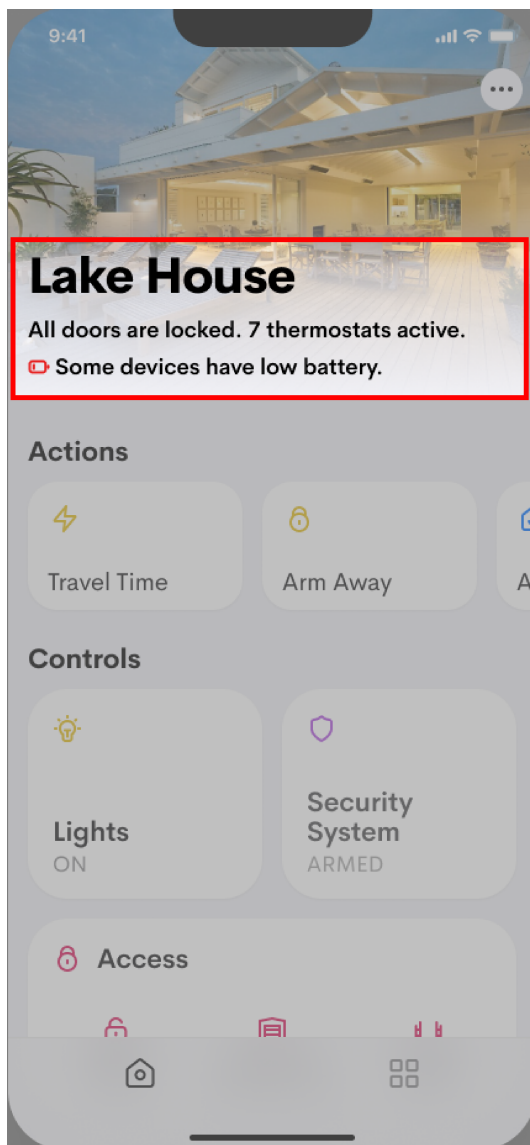 9:41
Lake House
All doors are locked. 7 thermostats active.
Some devices have low battery.
Actions
Travel Time
Arm Away
A
Controls
Lights
ON
Security
System
ARMED
Access